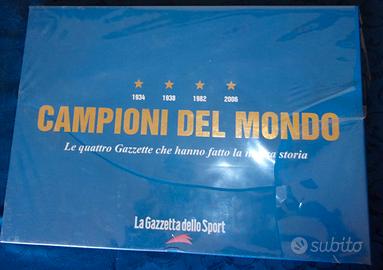 1934 1938 1982 2006
CAMPIONI DEL MONDO
Le quattro Gazzette che hanno fatto la storia
La Gazzetta dello Sport
subito